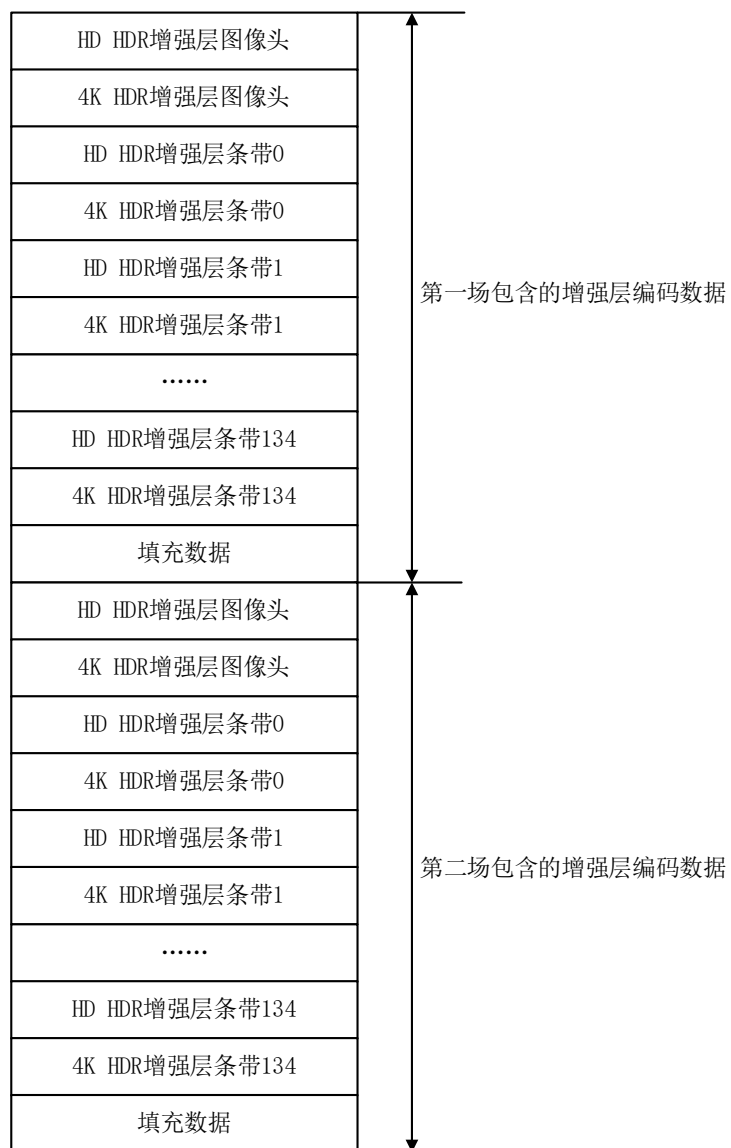 HD HDR增强层图像头
4K HDR增强层图像头
HD HDR增强层条带0
4K HDR增强层条带0
HD HDR增强层条带1
4K HDR增强层条带1
……
HD HDR增强层条带134
4K HDR增强层条带134
填充数据
第一场包含的增强层编码数据
HD HDR增强层图像头
4K HDR增强层图像头
HD HDR增强层条带0
4K HDR增强层条带0
HD HDR增强层条带1
4K HDR增强层条带1
……
HD HDR增强层条带134
4K HDR增强层条带134
填充数据
第二场包含的增强层编码数据